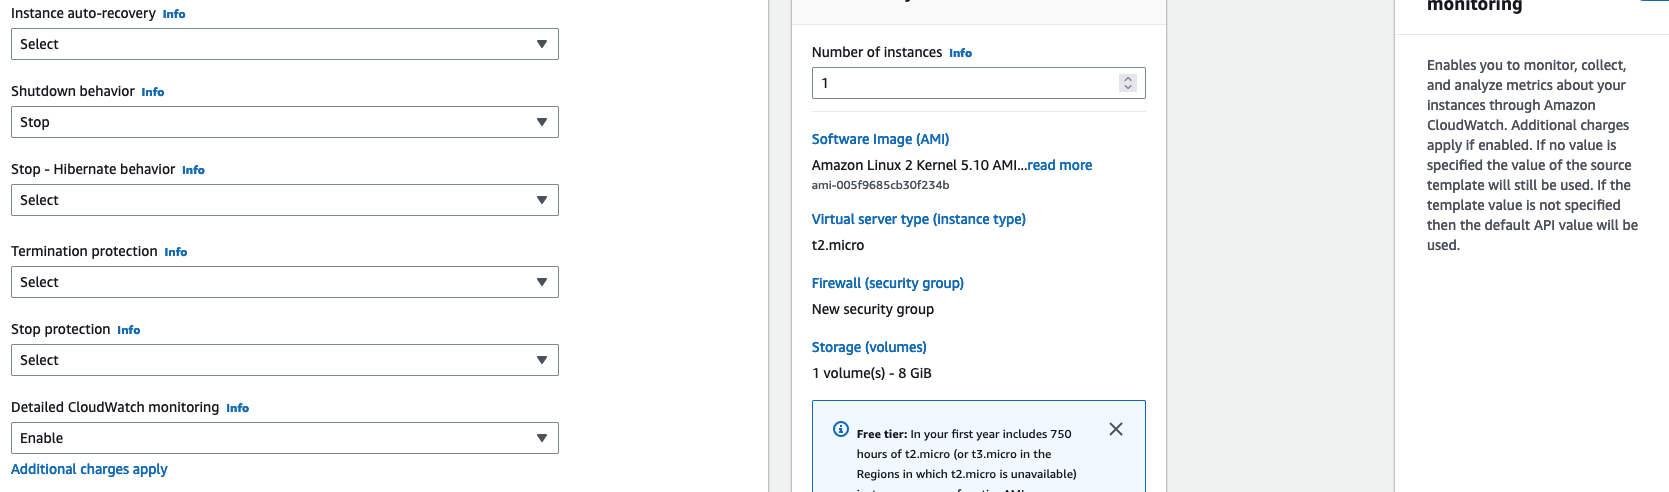 Instance auto-recovery Info
Select
Shutdown behavior Info
Stop
Stop - Hibernate behavior Info
Select
Termination protection Info
Select
Stop protection Info
Select
Detailed CloudWatch monitoring Info
Enable
Additional charges apply
Number of instances Info
1
Software Image (AMI)
Amazon Linux 2 Kernel 5.10 AMI...read more
ami-005f9685cb30f234b
Virtual server type (instance type)
t2.micro
Firewall (security group)
New security group
Storage (volumes)
1 volume(s) - 8 GiB
Free tier: In your first year includes 750
hours of t2.micro (or t3.micro in the
Regions in which t2.micro is unavailable)
monitoring
Enables you to monitor, collect,
and analyze metrics about your
instances through Amazon
CloudWatch. Additional charges
apply if enabled. If no value is
specified the value of the source
template will still be used. If the
template value is not specified
then the default API value will be
used.